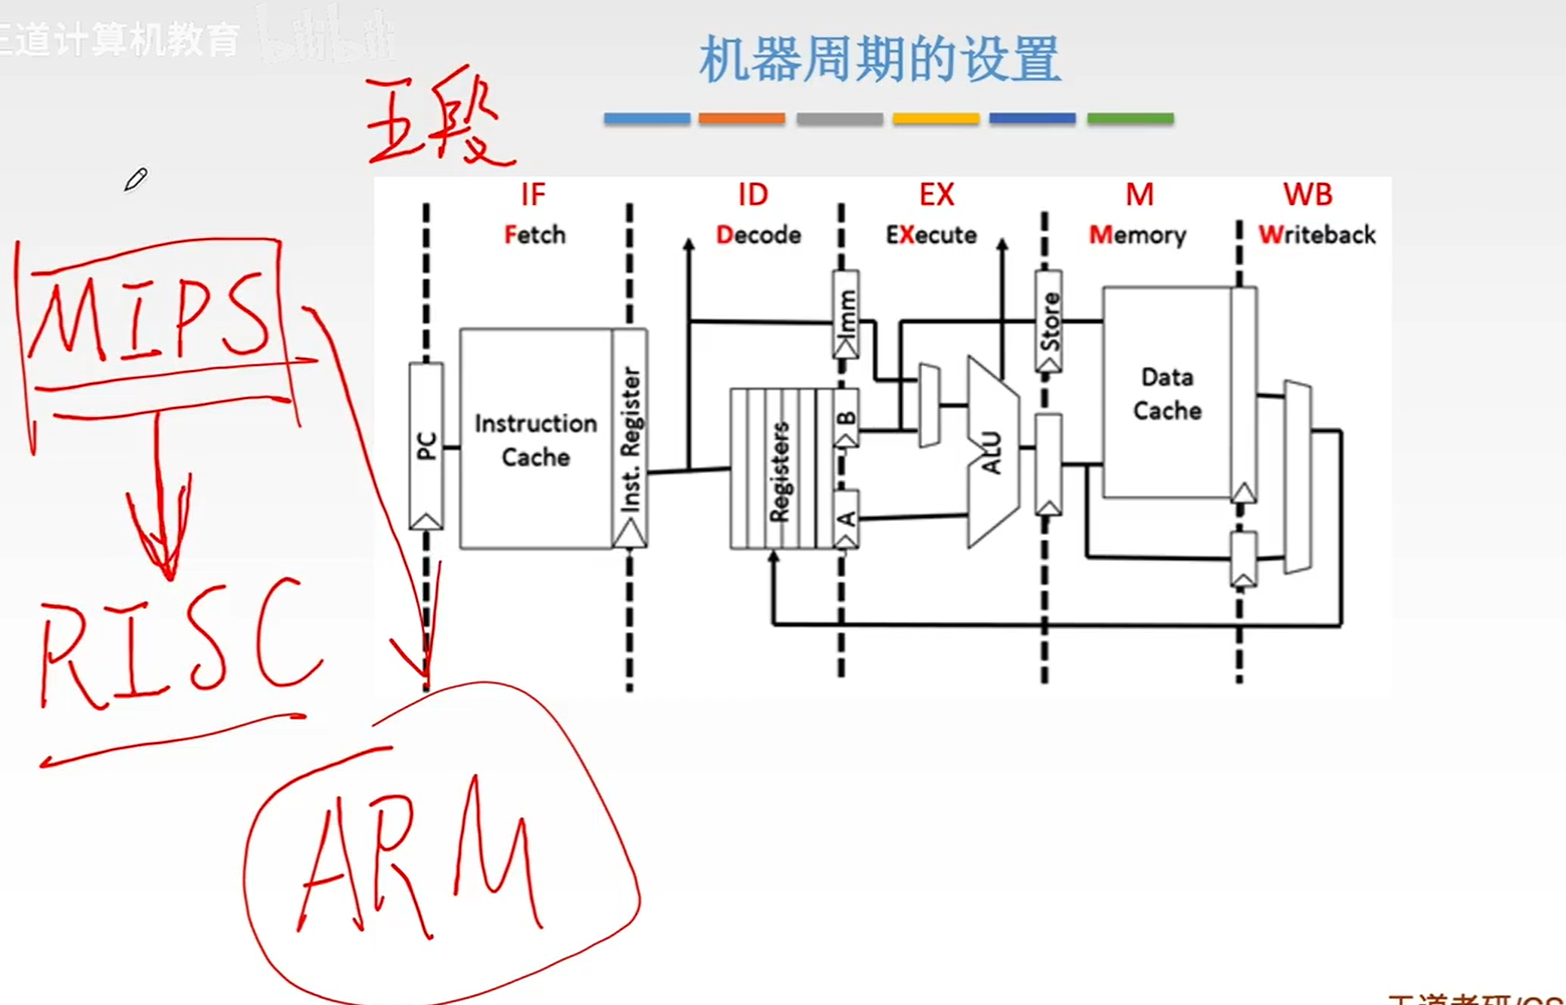 王道计算机教育 bilibili
机器周期的设置
五段
IF ID EX M WB
Fetch Decode EXecute Memory Writeback
MIPS
PC
Instruction
Cache
Inst. Register
Registers
Imm
B
A
ALU
Store
Data
Cache
RISC
ARM
王道考研/CS